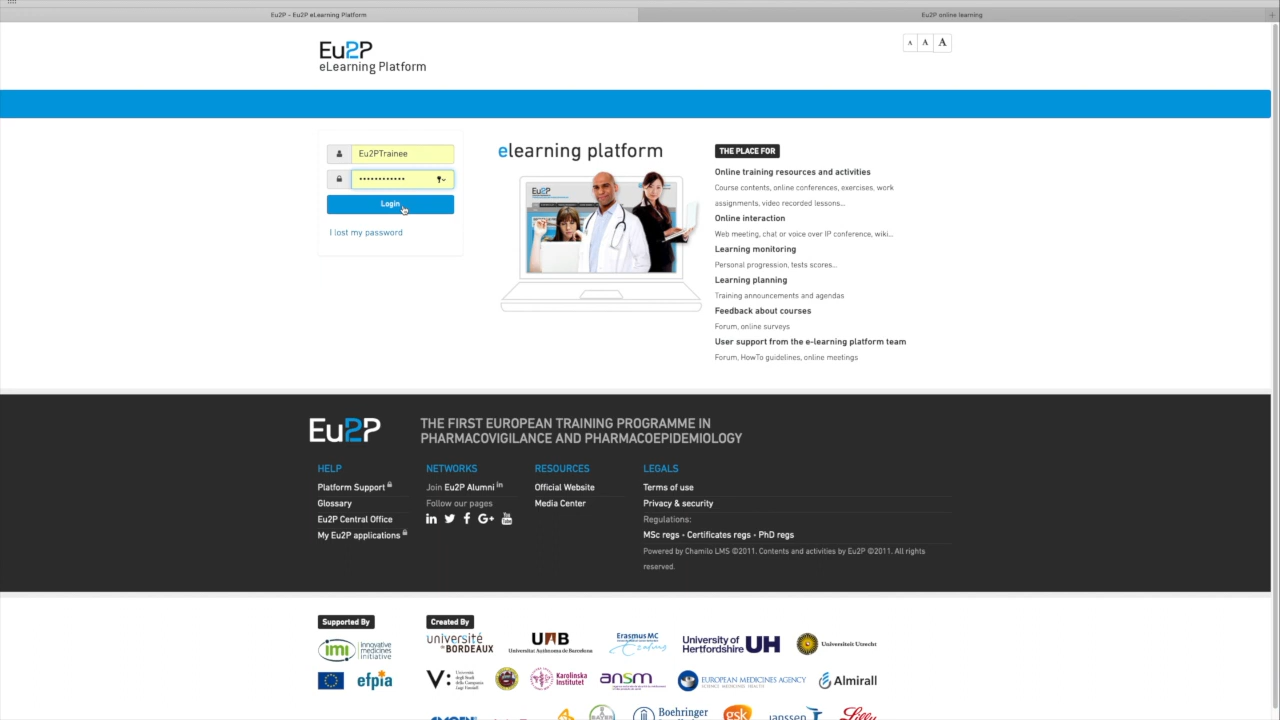 Eu2P - Eu2P eLearning Platform
Eu2P online learning
Eu2P
eLearning Platform
A A A
Eu2PTrainee
••••••••••••
Login
I lost my password
elearning platform
Eu2P
THE PLACE FOR
Online training resources and activities
Course contents, online conferences, exercises, work
assignments, video recorded lessons...
Online interaction
Web meeting, chat or voice over IP conference, wiki...
Learning monitoring
Personal progression, tests scores...
Learning planning
Training announcements and agendas
Feedback about courses
Forum, online surveys
User support from the e-learning platform team
Forum, HowTo guidelines, online meetings
Eu2P
THE FIRST EUROPEAN TRAINING PROGRAMME IN
PHARMACOVIGILANCE AND PHARMACOEPIDEMIOLOGY
HELP
Platform Support
Glossary
Eu2P Central Office
My Eu2P applications
NETWORKS
Join Eu2P Alumni in
Follow our pages
RESOURCES
Official Website
Media Center
LEGALS
Terms of use
Privacy & security
Regulations:
MSc regs - Certificates regs - PhD regs
Powered by Chamilo LMS ©2011. Contents and activities by Eu2P ©2011. All rights
reserved.
Supported By
imi innovative medicines initiative
efpia
Created By
université de BORDEAUX
UAB
Universitat Autònoma de Barcelona
Erasmus MC
University of Hertfordshire UH
Universiteit Utrecht
Karolinska Institutet
ansm
EUROPEAN MEDICINES AGENCY
SCIENCE MEDICINES HEALTH
Almirall
BAYER
Boehringer
gsk
janssen
Lilly